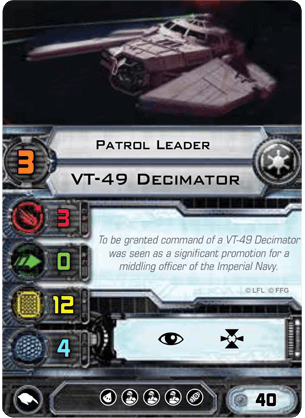 PATROL LEADER
3
VT-49 DECIMATOR
3
To be granted command of a VT-49 Decimator
was seen as a significant promotion for a
middling officer of the Imperial Navy.
0
© LFL © FFG
12
4
40